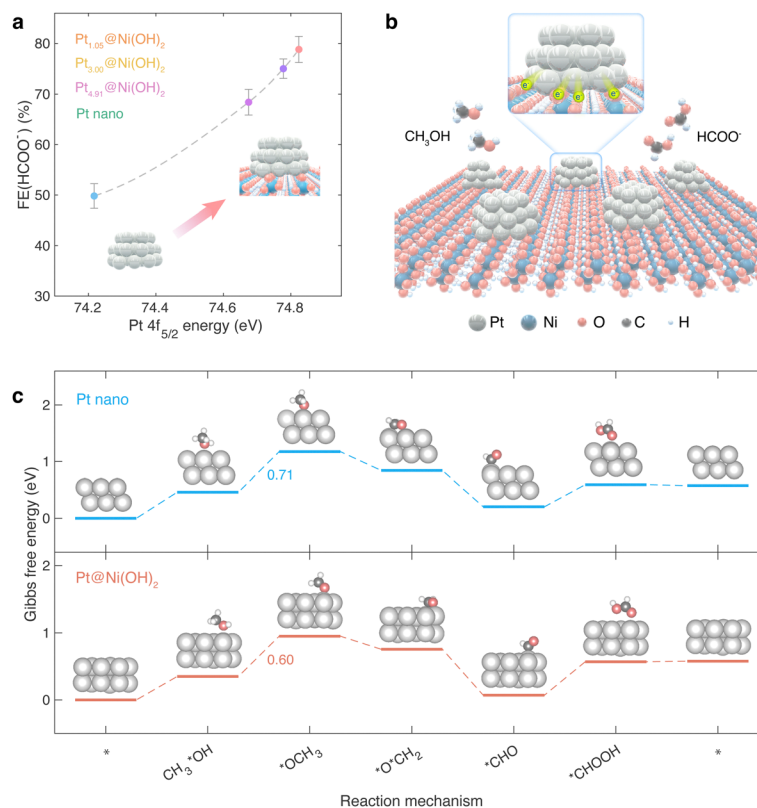 a
FE(HCOO⁻) (%)
80
70
60
50
40
30
Pt₁.₀₅@Ni(OH)₂
Pt₃.₀₀@Ni(OH)₂
Pt₄.₉₁@Ni(OH)₂
Pt nano
74.2 74.4 74.6 74.8
Pt 4f₅/₂ energy (eV)
b
e⁻ e⁻ e⁻ e⁻
CH₃OH
HCOO⁻
Pt Ni O C H
c
Gibbs free energy (eV)
Pt nano
2
1
0
0.71
Pt@Ni(OH)₂
2
1
0
0.60
* CH₃*OH *OCH₃ *O*CH₂ *CHO *CHOOH *
Reaction mechanism